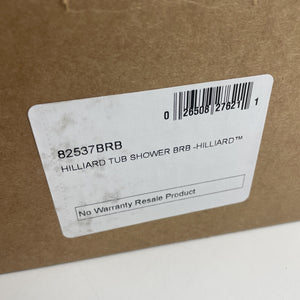 0 26508 27621 1
82537BRB
HILLIARD TUB SHOWER BRB -HILLIARD™
No Warranty Resale Product